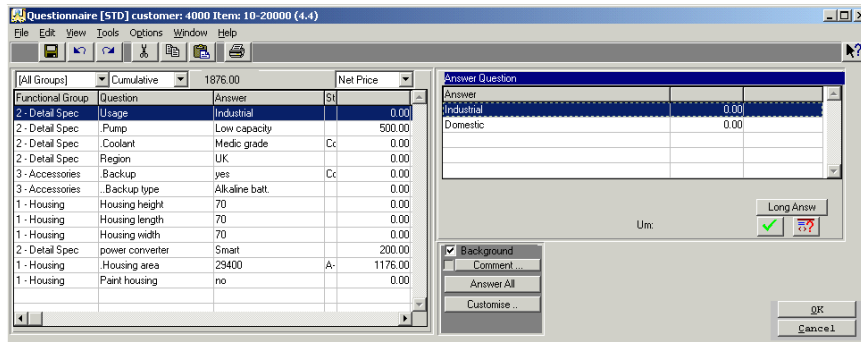 Questionnaire [STD] customer: 4000 Item: 10-20000 (4.4)
File Edit View Tools Options Window Help
[All Groups] Cumulative 1876.00 Net Price
Functional Group Question Answer St
2 - Detail Spec Usage Industrial 0.00
2 - Detail Spec .Pump Low capacity 500.00
2 - Detail Spec .Coolant Medic grade Cc 0.00
2 - Detail Spec Region UK 0.00
3 - Accessories .Backup yes Cc 0.00
3 - Accessories ..Backup type Alkaline batt. 0.00
1 - Housing Housing height 70 0.00
1 - Housing Housing length 70 0.00
1 - Housing Housing width 70 0.00
2 - Detail Spec power converter Smart 200.00
1 - Housing .Housing area 29400 A- 1176.00
1 - Housing Paint housing no 0.00
Answer Question
Answer
Industrial 0.00
Domestic 0.00
Long Answ
Um:
Background
Comment ...
Answer All
Customise ..
OK
Cancel